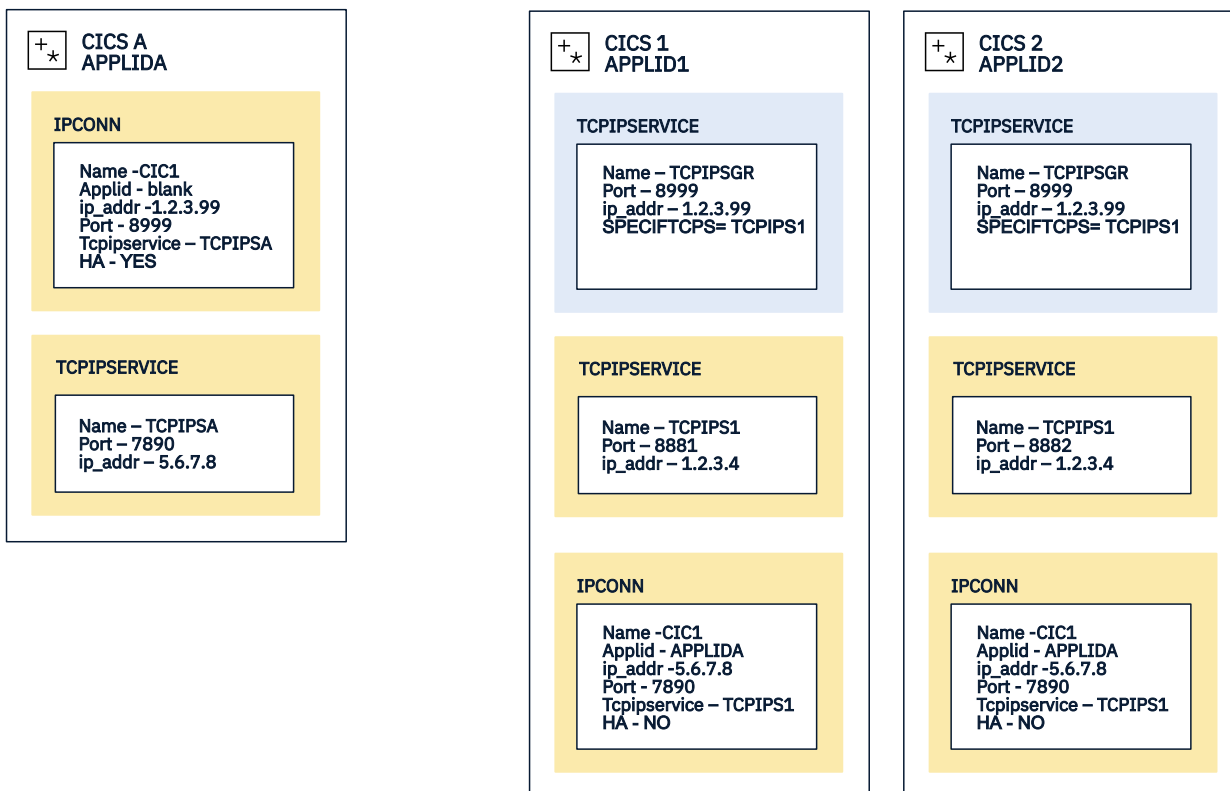 CICS A
APPLIDA
IPCONN
Name -CIC1
Applid - blank
ip_addr -1.2.3.99
Port - 8999
Tcpipservice – TCPIPSA
HA - YES
TCPIPSERVICE
Name – TCPIPSA
Port – 7890
ip_addr – 5.6.7.8
CICS 1
APPLID1
TCPIPSERVICE
Name – TCPIPSGR
Port – 8999
ip_addr – 1.2.3.99
SPECIFTCPS= TCPIPS1
TCPIPSERVICE
Name – TCPIPS1
Port – 8881
ip_addr – 1.2.3.4
IPCONN
Name -CIC1
Applid - APPLIDA
ip_addr -5.6.7.8
Port - 7890
Tcpipservice – TCPIPS1
HA - NO
CICS 2
APPLID2
TCPIPSERVICE
Name – TCPIPSGR
Port – 8999
ip_addr – 1.2.3.99
SPECIFTCPS= TCPIPS1
TCPIPSERVICE
Name – TCPIPS1
Port – 8882
ip_addr – 1.2.3.4
IPCONN
Name -CIC1
Applid - APPLIDA
ip_addr -5.6.7.8
Port - 7890
Tcpipservice – TCPIPS1
HA - NO